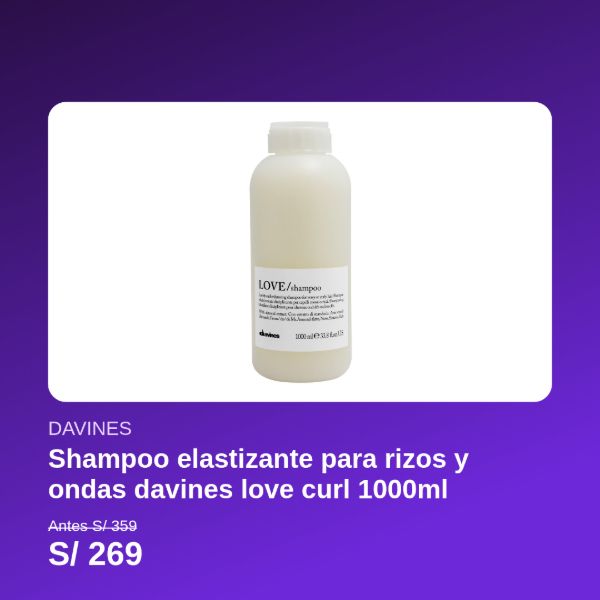 LOVE/shampoo
davines
1000 ml
DAVINES
Shampoo elastizante para rizos y
ondas davines love curl 1000ml
Antes S/ 359
S/ 269